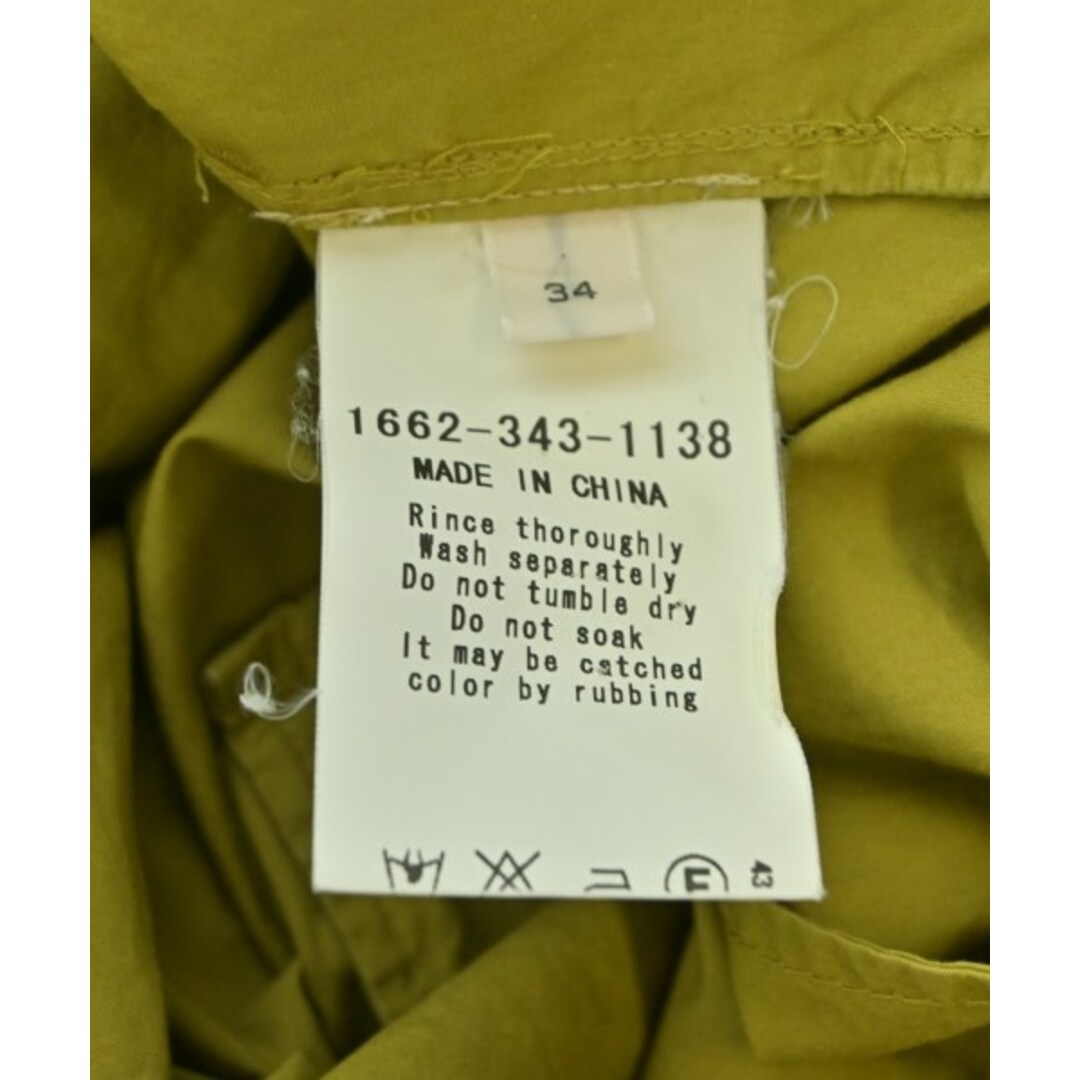 34
1662-343-1138
MADE IN CHINA
Rince thoroughly
Wash separately
Do not tumble dry
Do not soak
It may be catched
color by rubbing
43